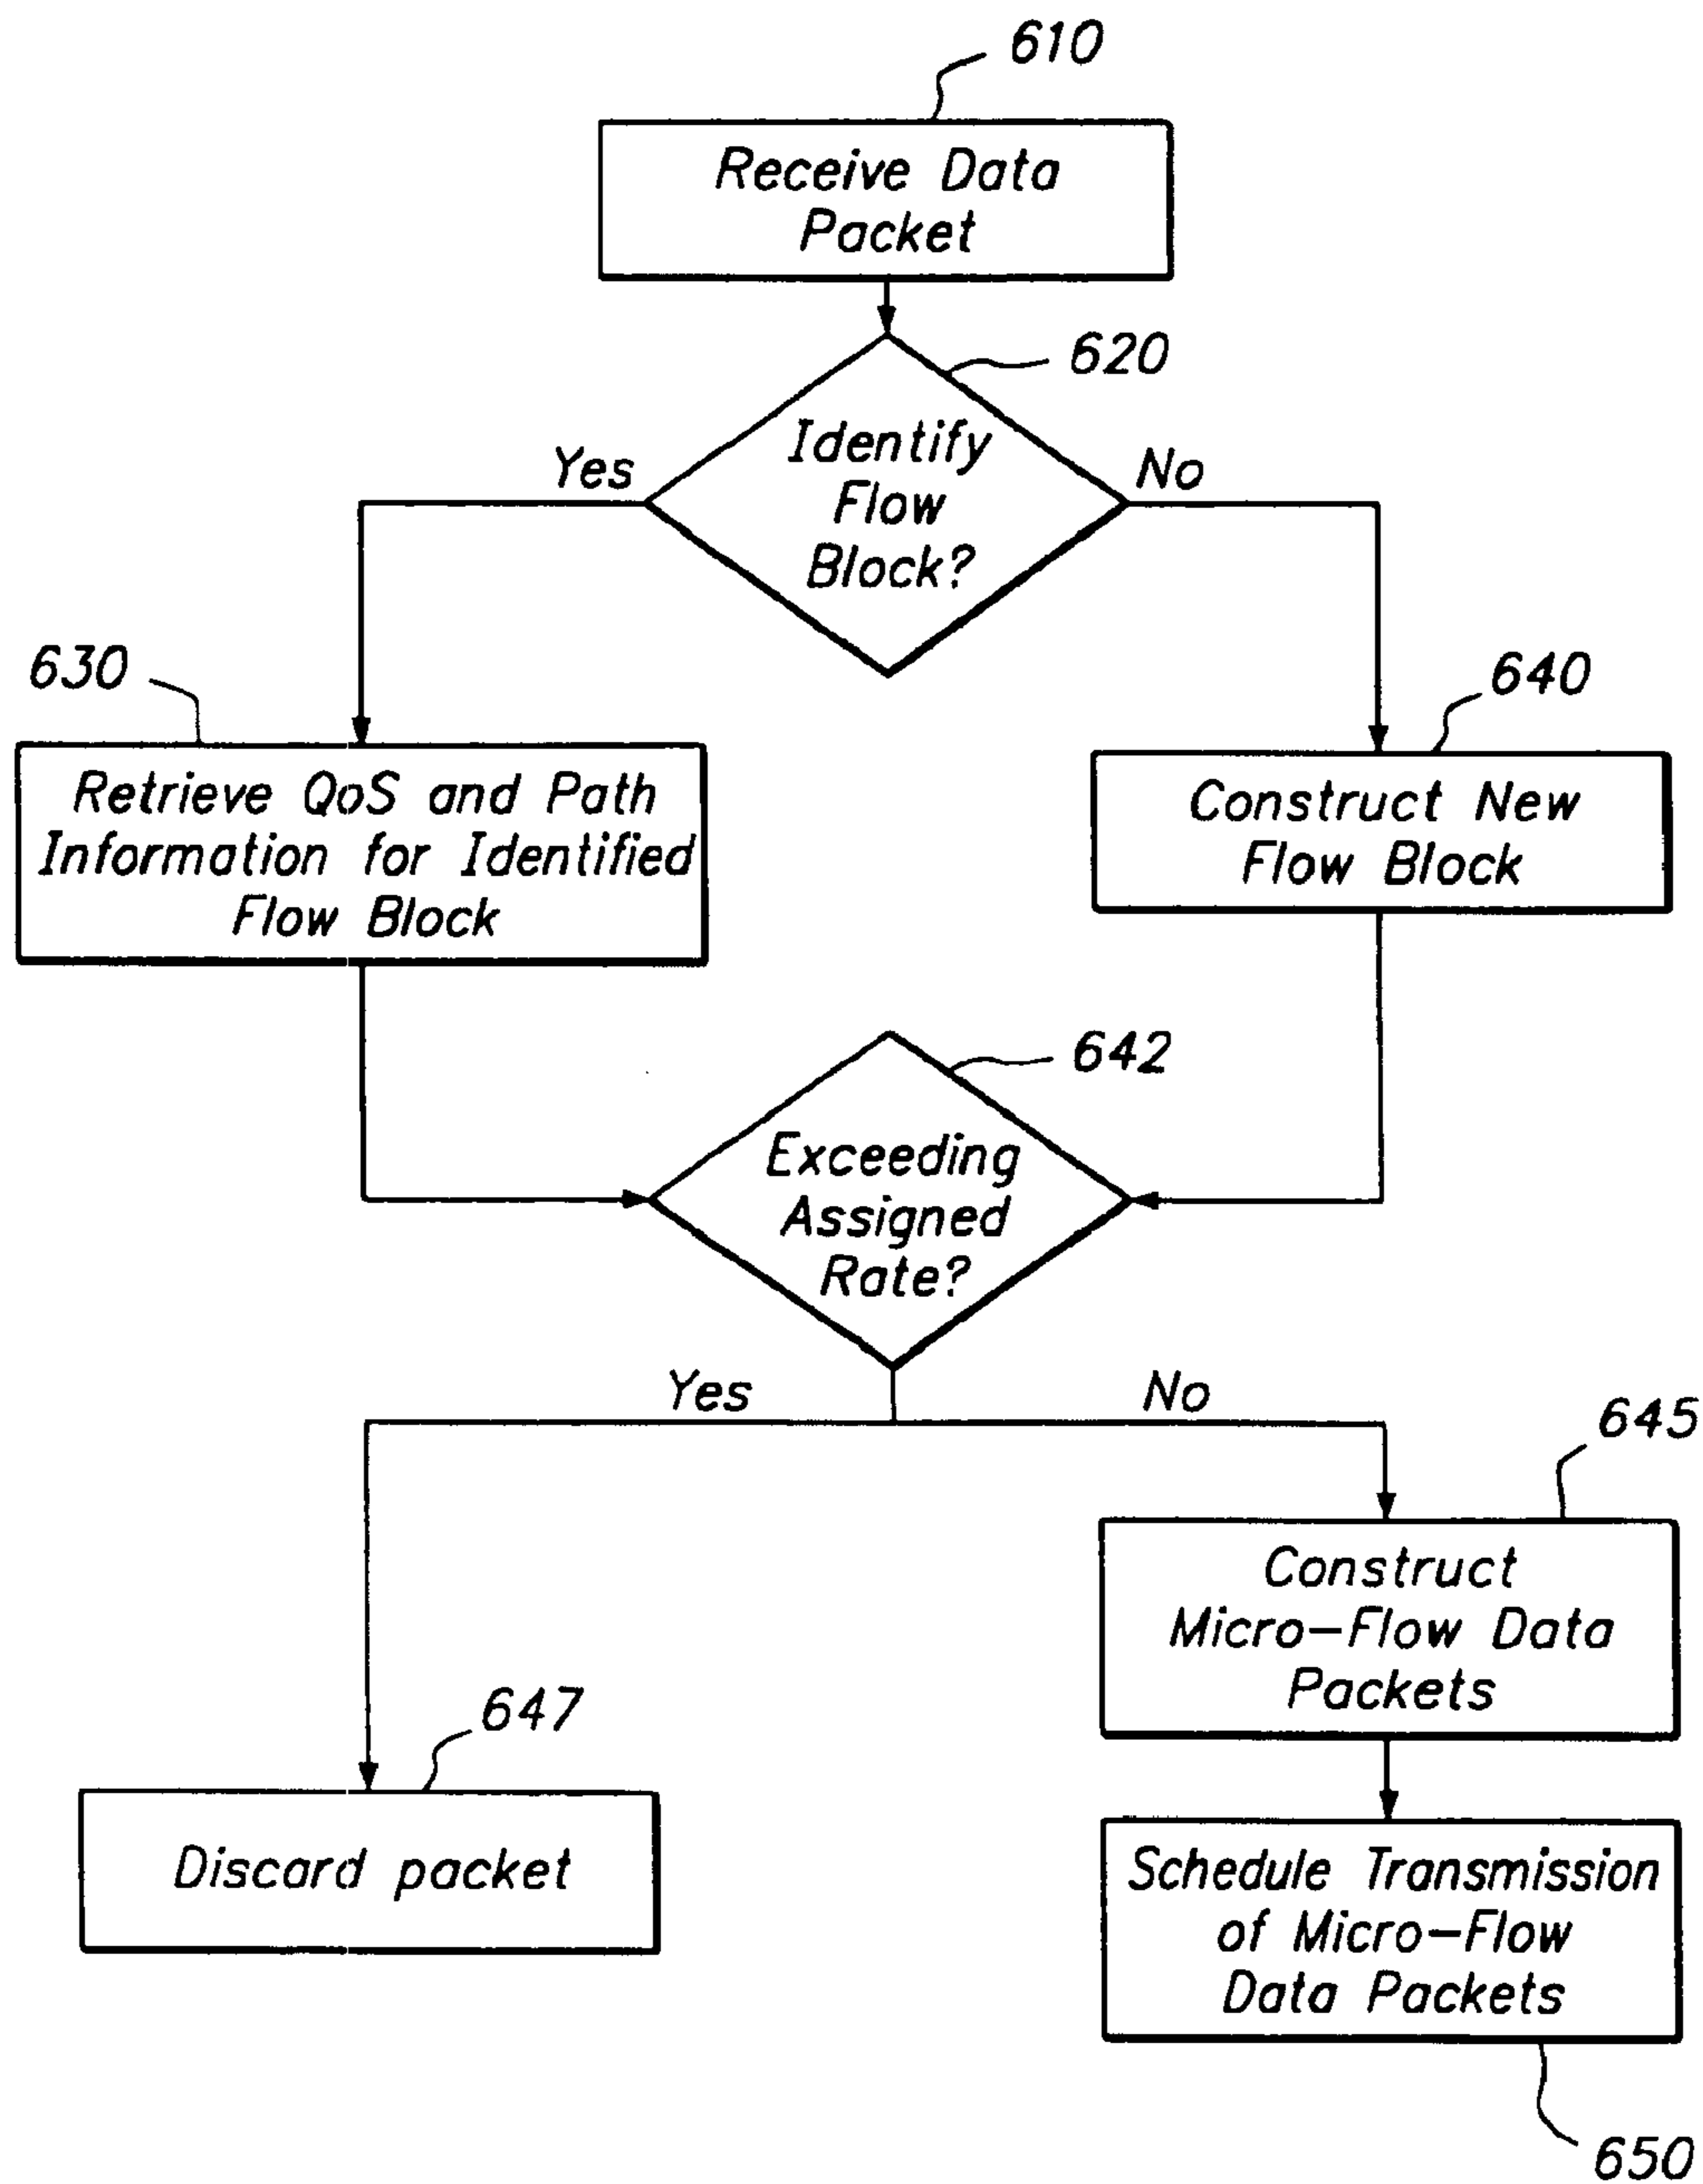 610
Receive Data
Packet
620
Identify
Flow
Block?
Yes
No
630
640
Retrieve QoS and Path
Information for Identified
Flow Block
Construct New
Flow Block
642
Exceeding
Assigned
Rate?
Yes
No
645
Construct
Micro-Flow Data
Packets
647
Discard packet
Schedule Transmission
of Micro-Flow
Data Packets
650